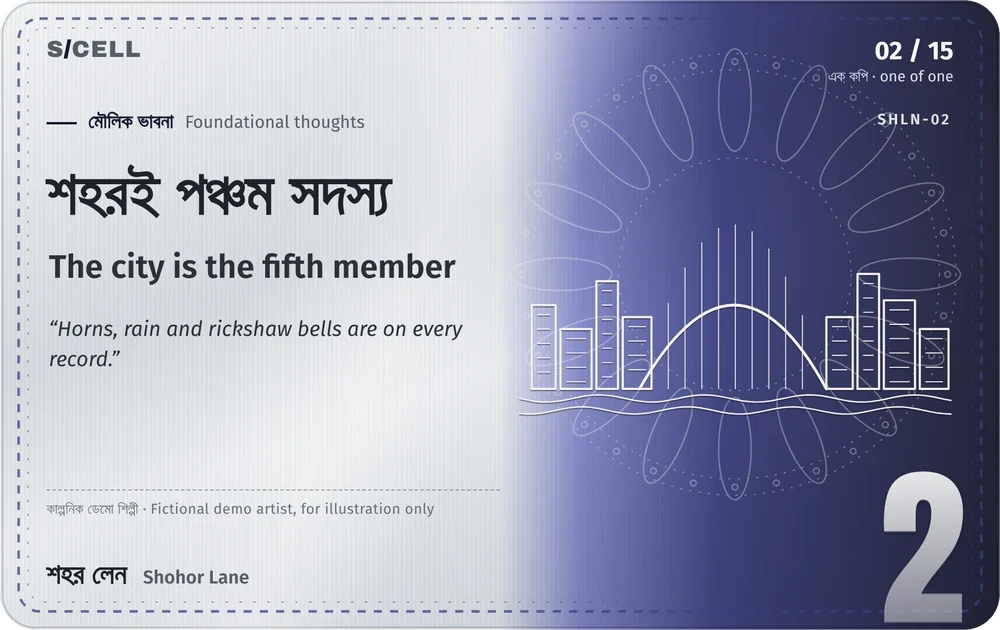 S/CELL
02 / 15
এক কপি · one of one
SHLN-02
মৌলিক ভাবনা Foundational thoughts
শহরই পঞ্চম সদস্য
The city is the fifth member
“Horns, rain and rickshaw bells are on every
record.”
কাল্পনিক ডেমো শিল্পী · Fictional demo artist, for illustration only
শহর লেন Shohor Lane
2